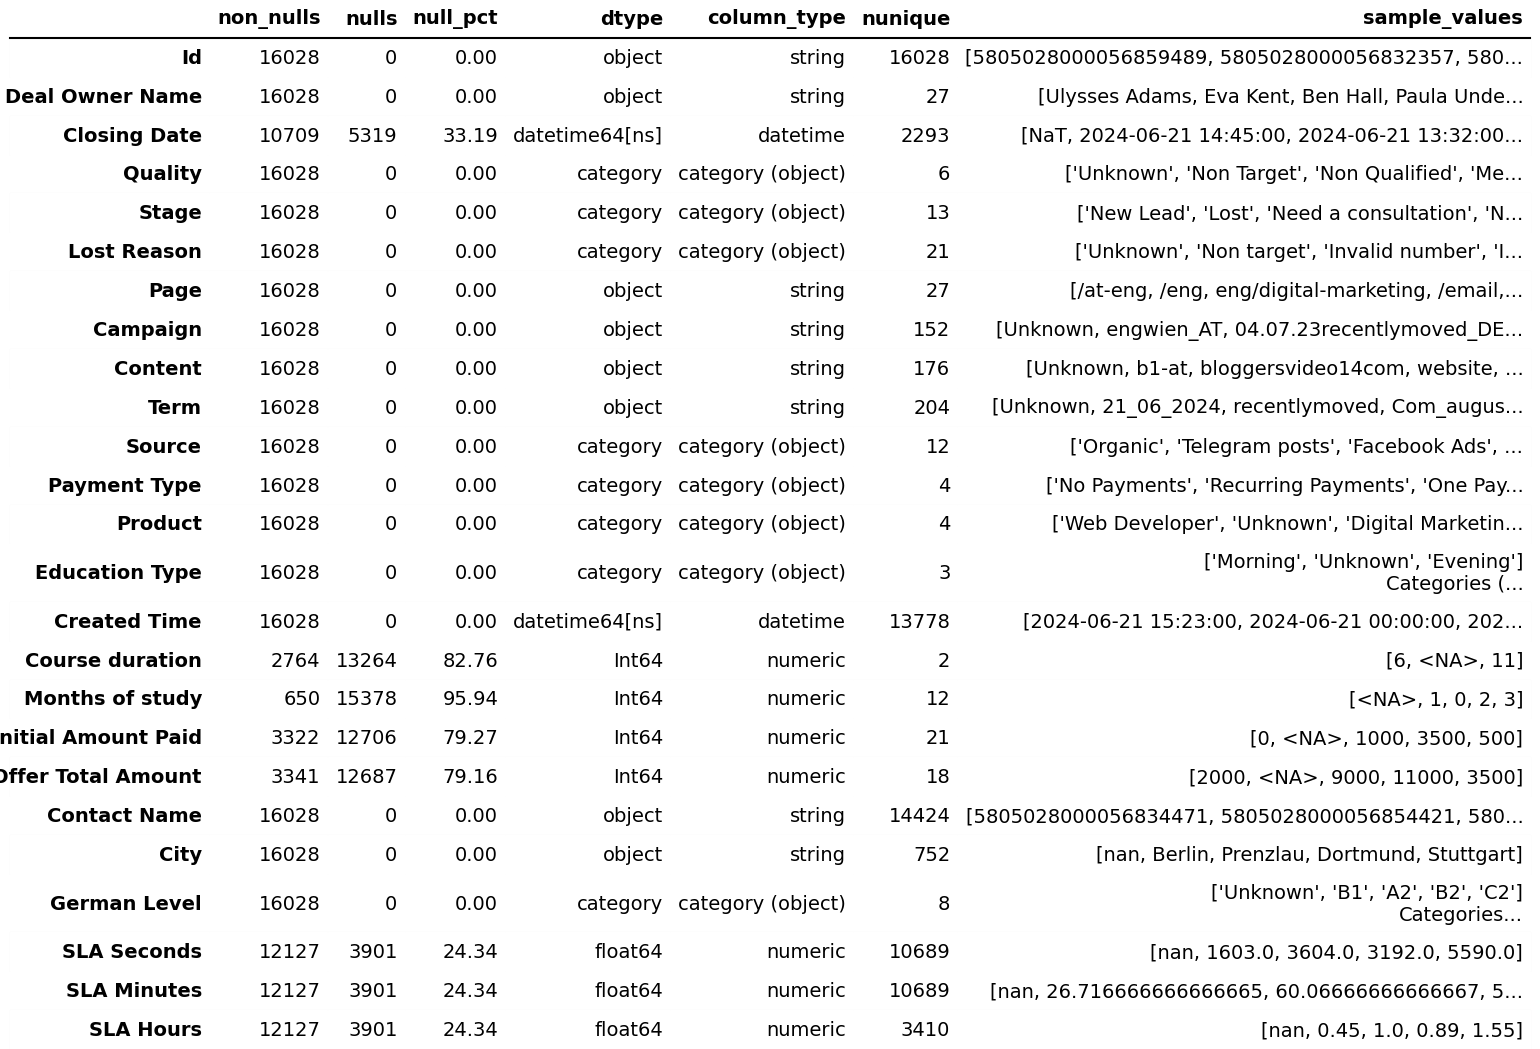 non_nulls nulls null_pct dtype column_type nunique sample_values
Id 16028 0 0.00 object string 16028 [5805028000056859489, 5805028000056832357, 580...
Deal Owner Name 16028 0 0.00 object string 27 [Ulysses Adams, Eva Kent, Ben Hall, Paula Unde...
Closing Date 10709 5319 33.19 datetime64[ns] datetime 2293 [NaT, 2024-06-21 14:45:00, 2024-06-21 13:32:00...
Quality 16028 0 0.00 category category (object) 6 ['Unknown', 'Non Target', 'Non Qualified', 'Me...
Stage 16028 0 0.00 category category (object) 13 ['New Lead', 'Lost', 'Need a consultation', 'N...
Lost Reason 16028 0 0.00 category category (object) 21 ['Unknown', 'Non target', 'Invalid number', 'I...
Page 16028 0 0.00 object string 27 [/at-eng, /eng, eng/digital-marketing, /email,...
Campaign 16028 0 0.00 object string 152 [Unknown, engwien_AT, 04.07.23recentlymoved_DE...
Content 16028 0 0.00 object string 176 [Unknown, b1-at, bloggersvideo14com, website, ...
Term 16028 0 0.00 object string 204 [Unknown, 21_06_2024, recentlymoved, Com_augus...
Source 16028 0 0.00 category category (object) 12 ['Organic', 'Telegram posts', 'Facebook Ads', ...
Payment Type 16028 0 0.00 category category (object) 4 ['No Payments', 'Recurring Payments', 'One Pay...
Product 16028 0 0.00 category category (object) 4 ['Web Developer', 'Unknown', 'Digital Marketin...
Education Type 16028 0 0.00 category category (object) 3 ['Morning', 'Unknown', 'Evening']
Categories (...
Created Time 16028 0 0.00 datetime64[ns] datetime 13778 [2024-06-21 15:23:00, 2024-06-21 00:00:00, 202...
Course duration 2764 13264 82.76 Int64 numeric 2 [6, <NA>, 11]
Months of study 650 15378 95.94 Int64 numeric 12 [<NA>, 1, 0, 2, 3]
nitial Amount Paid 3322 12706 79.27 Int64 numeric 21 [0, <NA>, 1000, 3500, 500]
Offer Total Amount 3341 12687 79.16 Int64 numeric 18 [2000, <NA>, 9000, 11000, 3500]
Contact Name 16028 0 0.00 object string 14424 [5805028000056834471, 5805028000056854421, 580...
City 16028 0 0.00 object string 752 [nan, Berlin, Prenzlau, Dortmund, Stuttgart]
German Level 16028 0 0.00 category category (object) 8 ['Unknown', 'B1', 'A2', 'B2', 'C2']
Categories...
SLA Seconds 12127 3901 24.34 float64 numeric 10689 [nan, 1603.0, 3604.0, 3192.0, 5590.0]
SLA Minutes 12127 3901 24.34 float64 numeric 10689 [nan, 26.716666666666665, 60.06666666666667, 5...
SLA Hours 12127 3901 24.34 float64 numeric 3410 [nan, 0.45, 1.0, 0.89, 1.55]